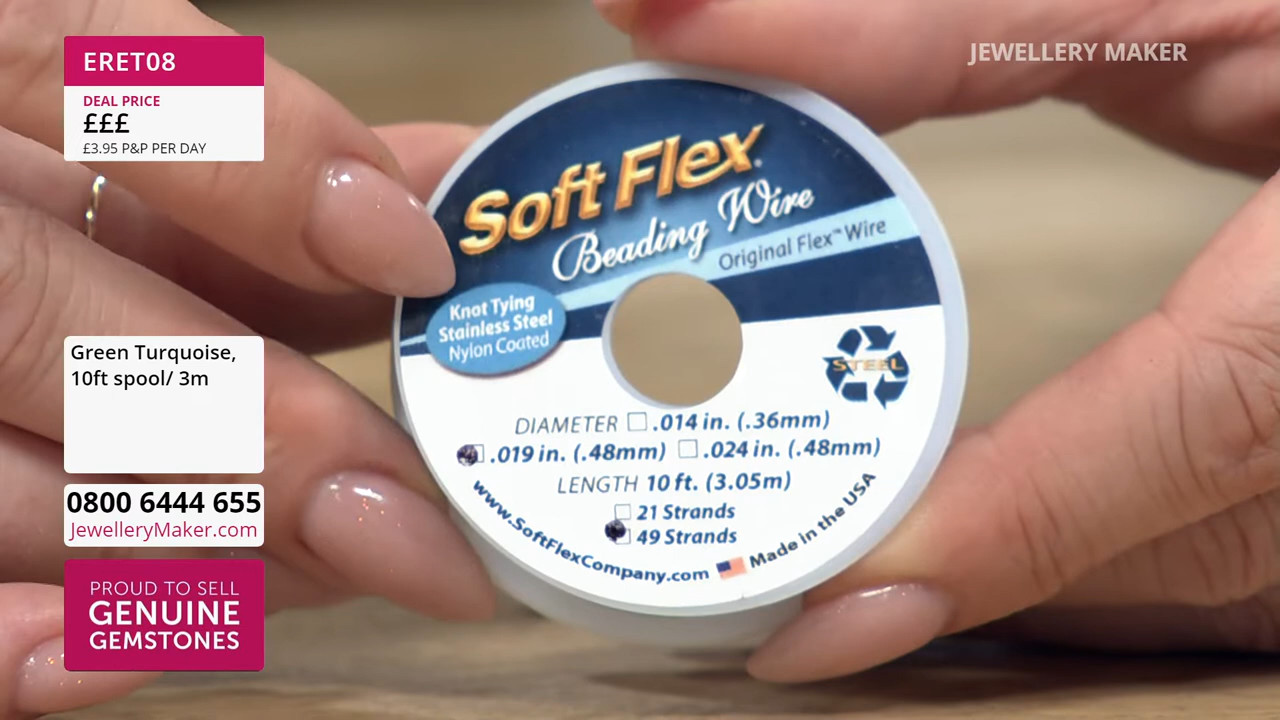 ERET08
DEAL PRICE
£££
£3.95 P&P PER DAY
Green Turquoise,
10ft spool/ 3m
0800 6444 655
JewelleryMaker.com
PROUD TO SELL
GENUINE
GEMSTONES
JEWELLERY MAKER
Soft Flex
Beading Wire
Original Flex™ Wire
Knot Tying
Stainless Steel
Nylon Coated
STEEL
DIAMETER .014 in. (.36mm)
.019 in. (.48mm) .024 in. (.48mm)
LENGTH 10 ft. (3.05m)
21 Strands
49 Strands
www.SoftFlexCompany.com
Made in the USA